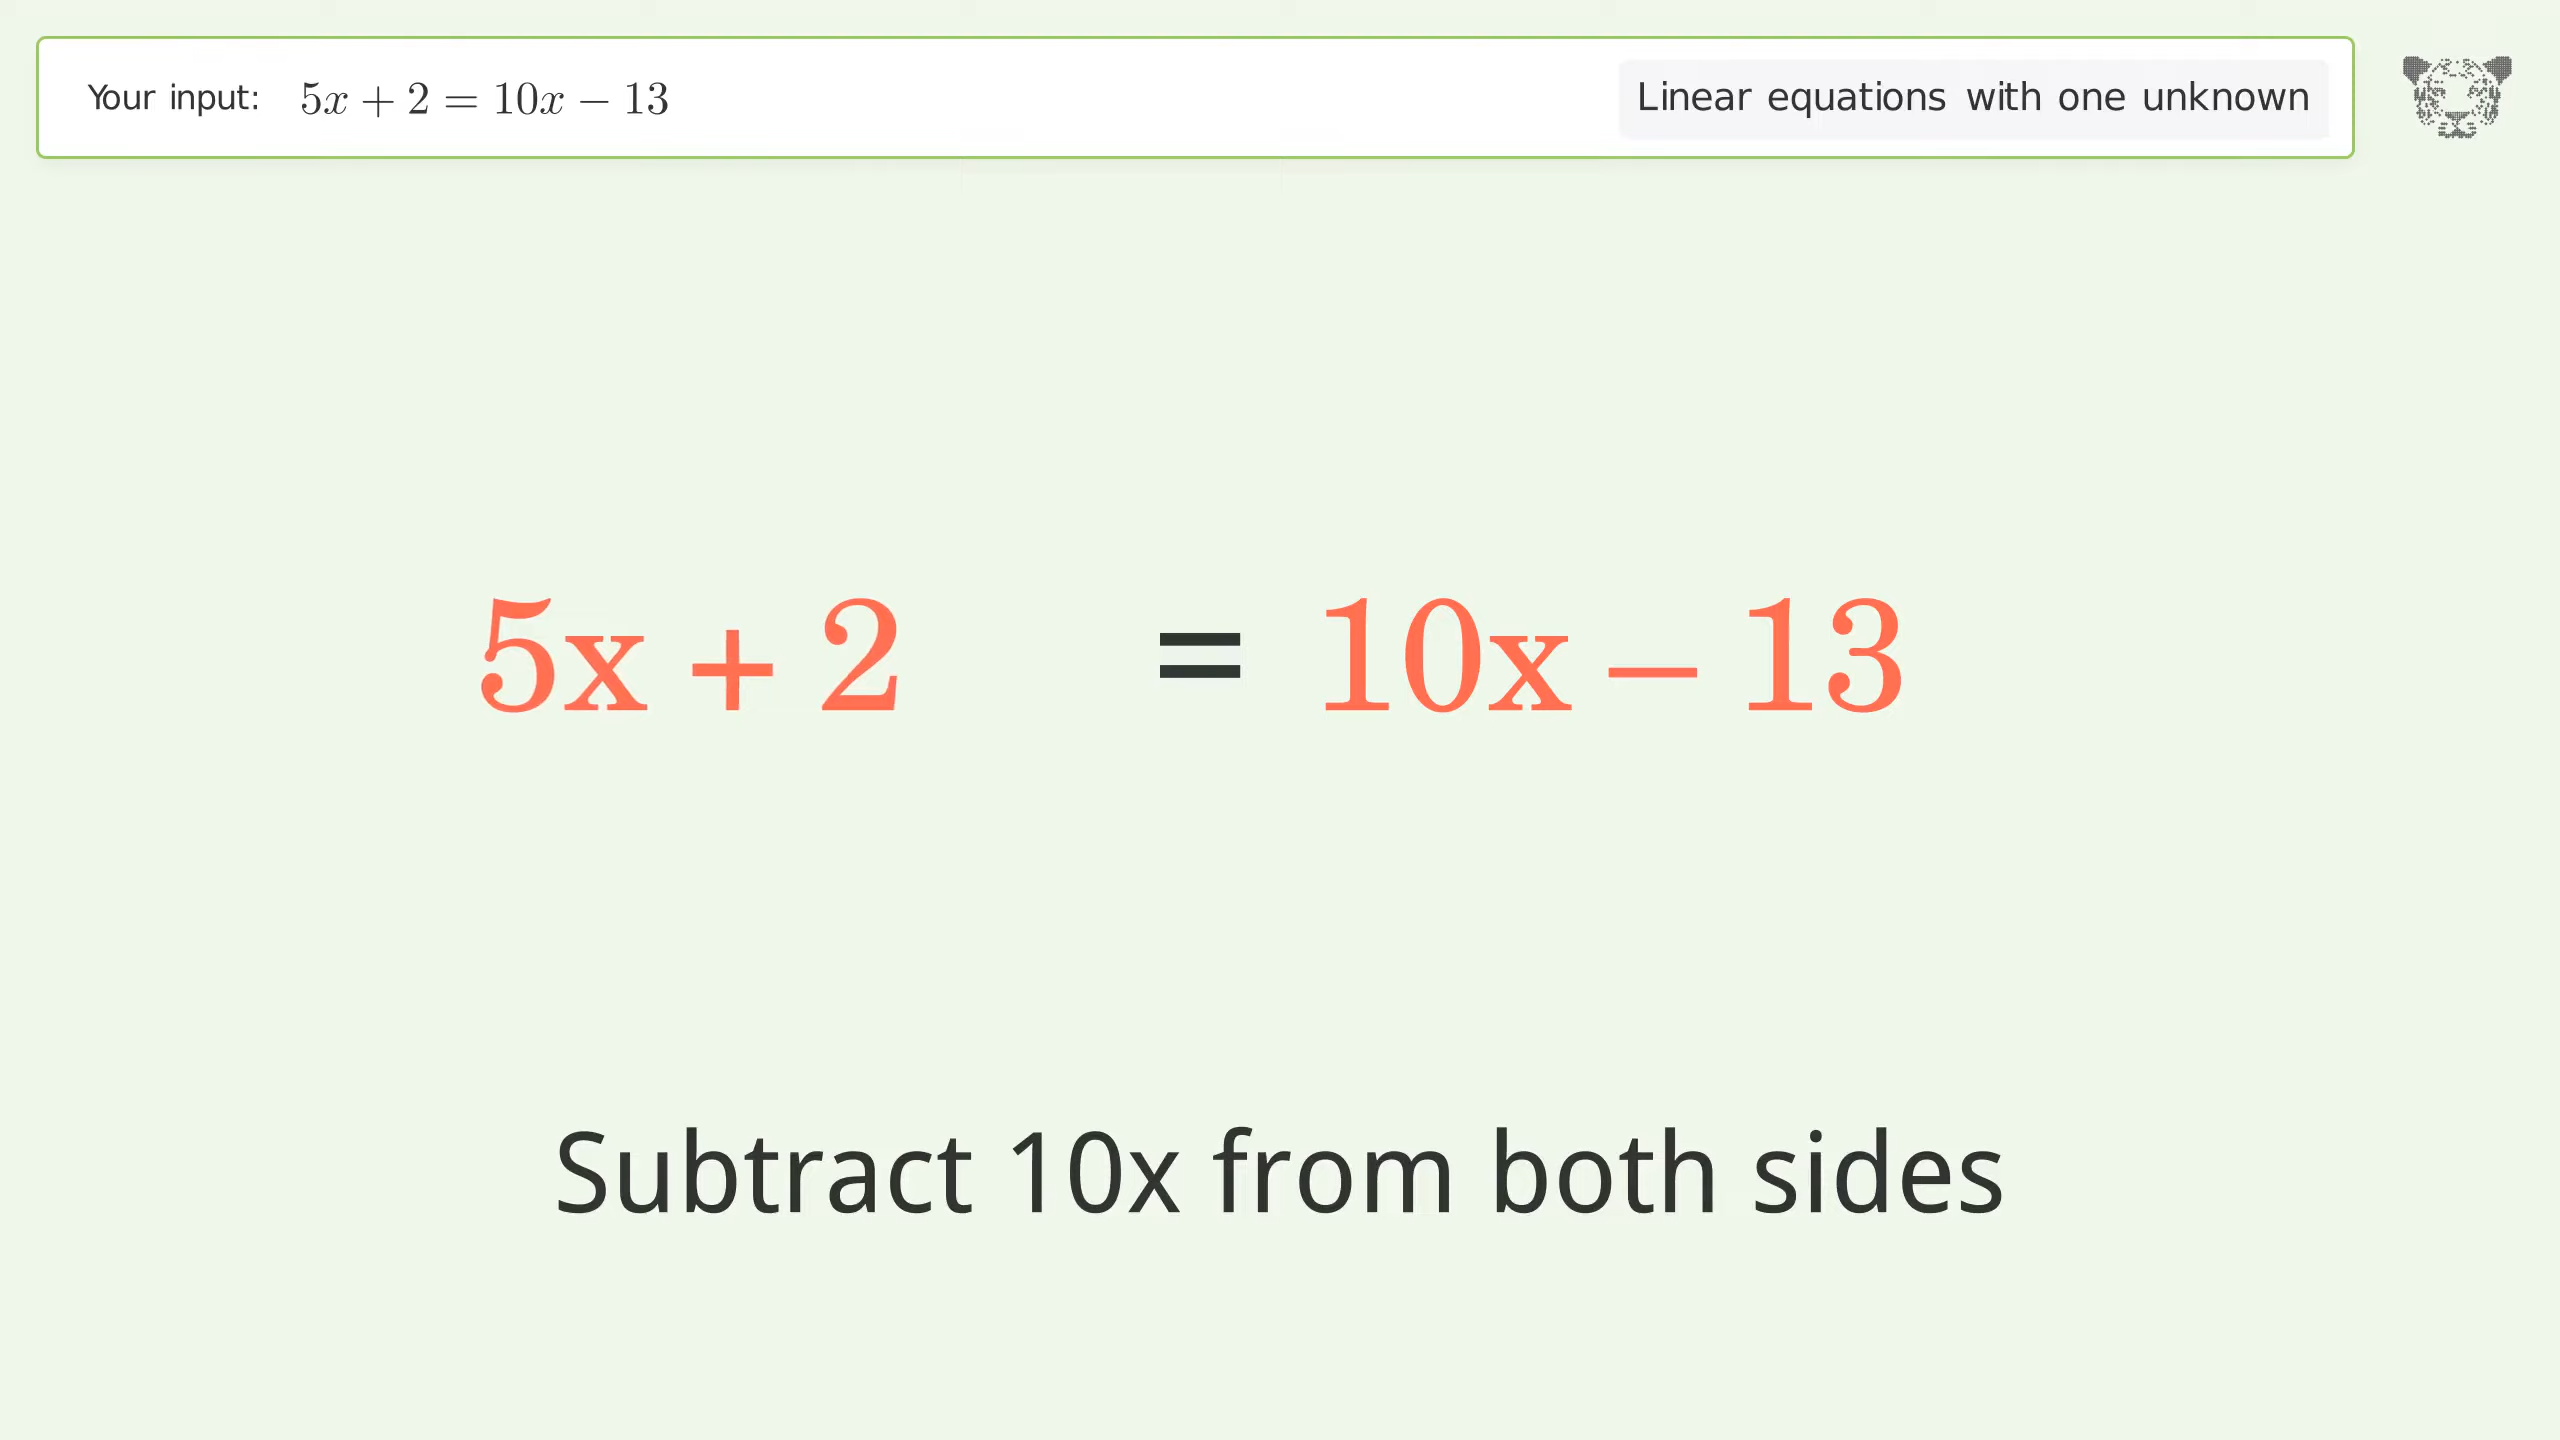 Your input: 5x + 2 = 10x − 13
Linear equations with one unknown
5x + 2 = 10x − 13
Subtract 10x from both sides